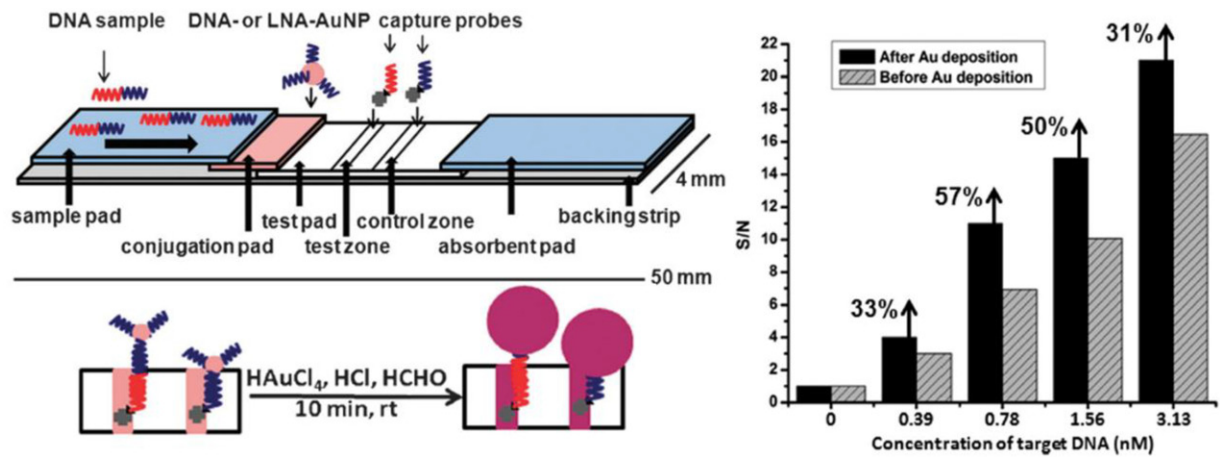 DNA sample
DNA- or LNA-AuNP capture probes
4 mm
sample pad
test pad
control zone
backing strip
conjugation pad
test zone
absorbent pad
50 mm
HAuCl₄, HCl, HCHO
10 min, rt
After Au deposition
Before Au deposition
33%
57%
50%
31%
S/N
22
20
18
16
14
12
10
8
6
4
2
0
0 0.39 0.78 1.56 3.13
Concentration of target DNA (nM)